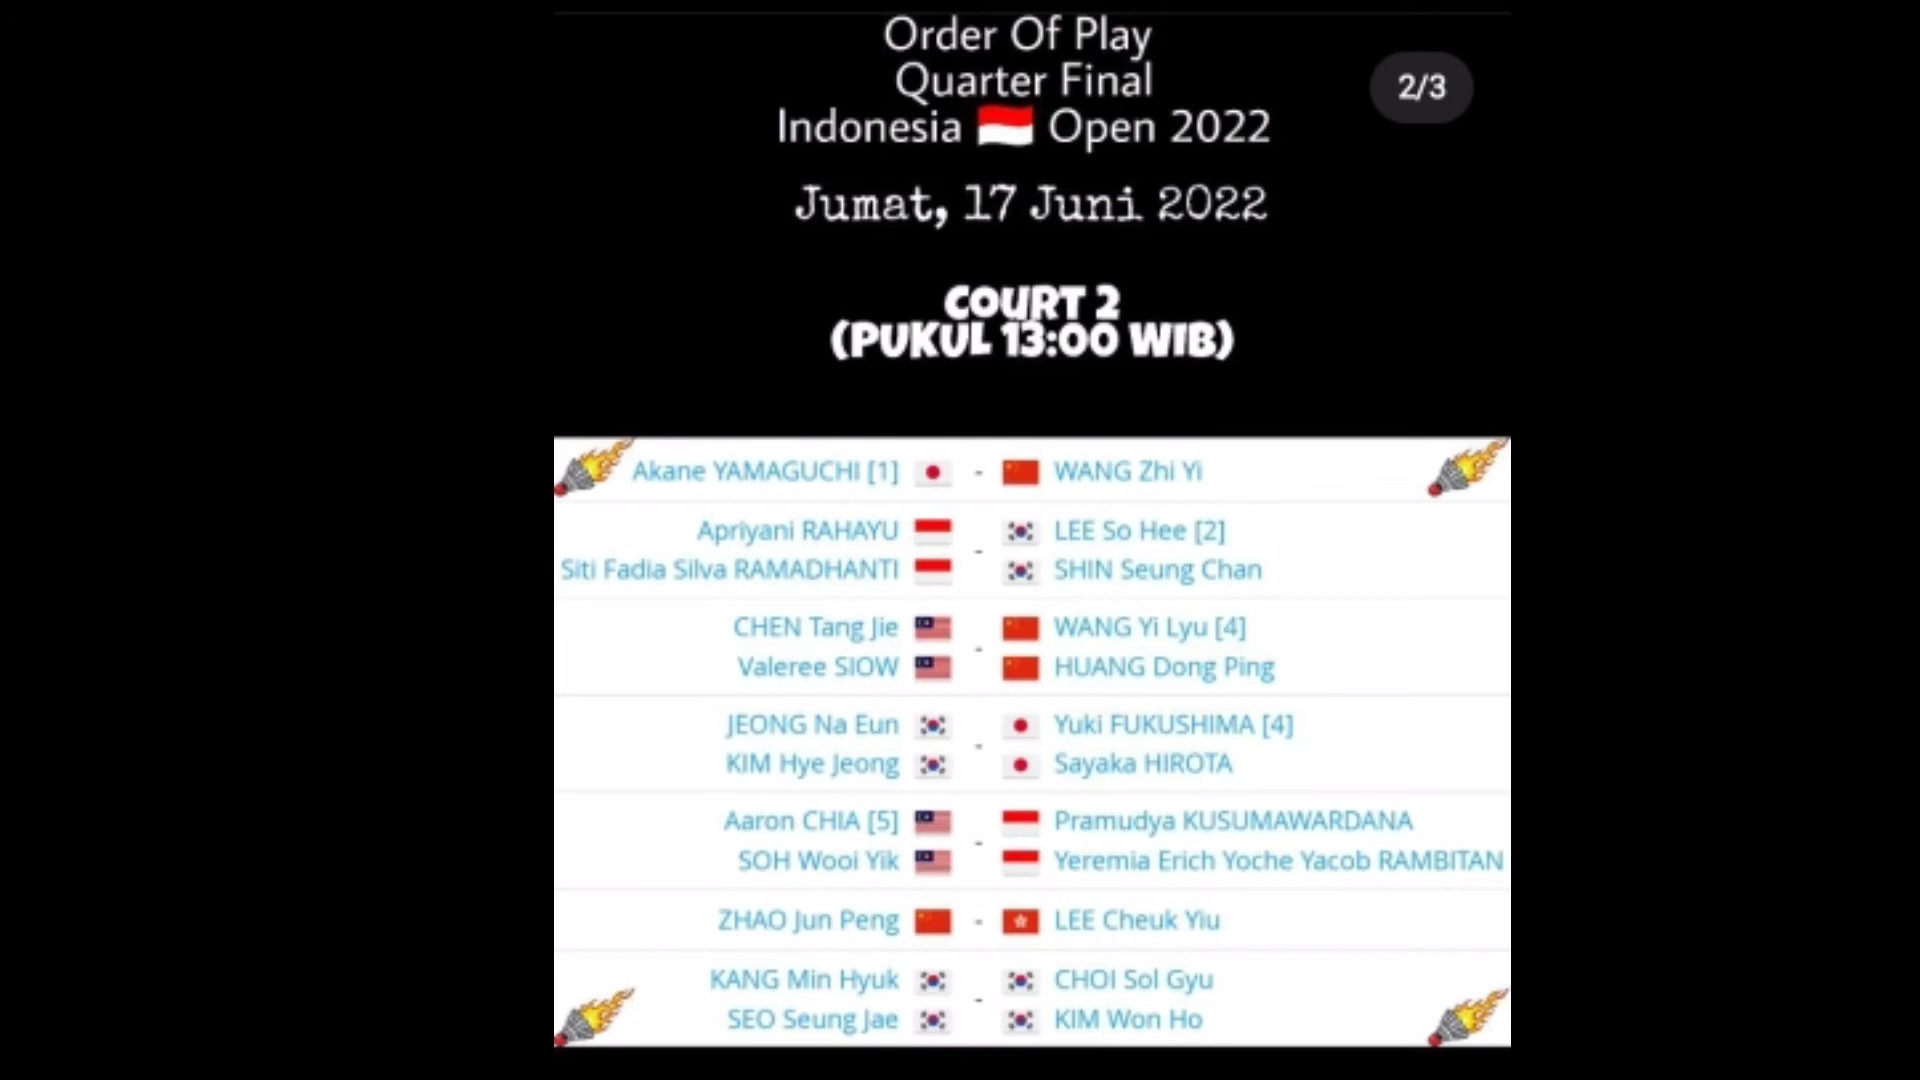 Order Of Play
Quarter Final
Indonesia 🇮🇩 Open 2022
2/3
Jumat, 17 Juni 2022
COURT 2
(PUKUL 13:00 WIB)
Akane YAMAGUCHI [1] - WANG Zhi Yi
Apriyani RAHAYU LEE So Hee [2]
-
Siti Fadia Silva RAMADHANTI SHIN Seung Chan
CHEN Tang Jie WANG Yi Lyu [4]
-
Valeree SIOW HUANG Dong Ping
JEONG Na Eun Yuki FUKUSHIMA [4]
-
KIM Hye Jeong Sayaka HIROTA
Aaron CHIA [5] Pramudya KUSUMAWARDANA
-
SOH Wooi Yik Yeremia Erich Yoche Yacob RAMBITAN
ZHAO Jun Peng - LEE Cheuk Yiu
KANG Min Hyuk CHOI Sol Gyu
-
SEO Seung Jae KIM Won Ho